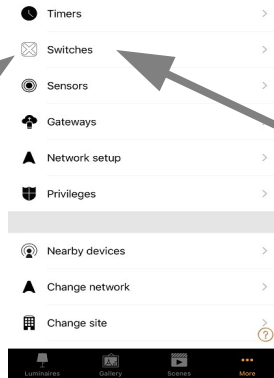 Timers
Switches
Sensors
Gateways
Network setup
Privileges
Nearby devices
Change network
Change site
?
Luminaires Gallery Scenes More